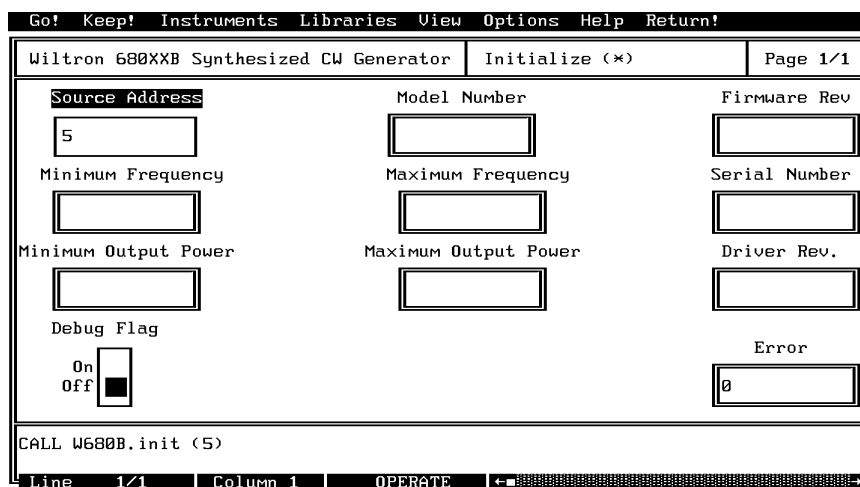 Go! Keep! Instruments Libraries View Options Help Return!
Wiltron 680XXB Synthesized CW Generator Initialize (*) Page 1/1
Source Address Model Number Firmware Rev
5
Minimum Frequency Maximum Frequency Serial Number
Minimum Output Power Maximum Output Power Driver Rev.
Debug Flag
Error
On
Off
0
CALL W680B.init (5)
Line 1/1 Column 1 OPERATE